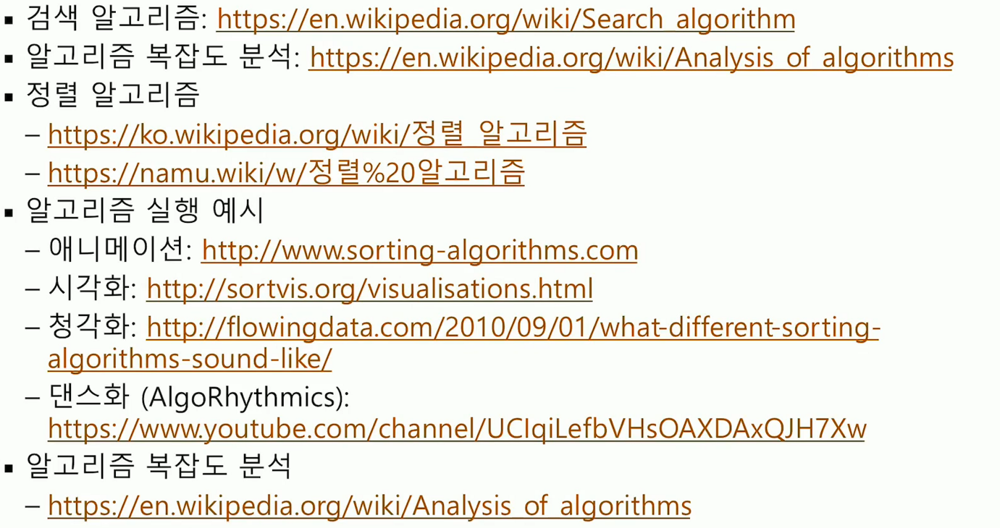 ▪ 검색 알고리즘: https://en.wikipedia.org/wiki/Search_algorithm
▪ 알고리즘 복잡도 분석: https://en.wikipedia.org/wiki/Analysis_of_algorithms
▪ 정렬 알고리즘
– https://ko.wikipedia.org/wiki/정렬_알고리즘
– https://namu.wiki/w/정렬%20알고리즘
▪ 알고리즘 실행 예시
– 애니메이션: http://www.sorting-algorithms.com
– 시각화: http://sortvis.org/visualisations.html
– 청각화: http://flowingdata.com/2010/09/01/what-different-sorting-
algorithms-sound-like/
– 댄스화 (AlgoRhythmics):
https://www.youtube.com/channel/UCIqiLefbVHsOAXDAxQJH7Xw
▪ 알고리즘 복잡도 분석
– https://en.wikipedia.org/wiki/Analysis_of_algorithms